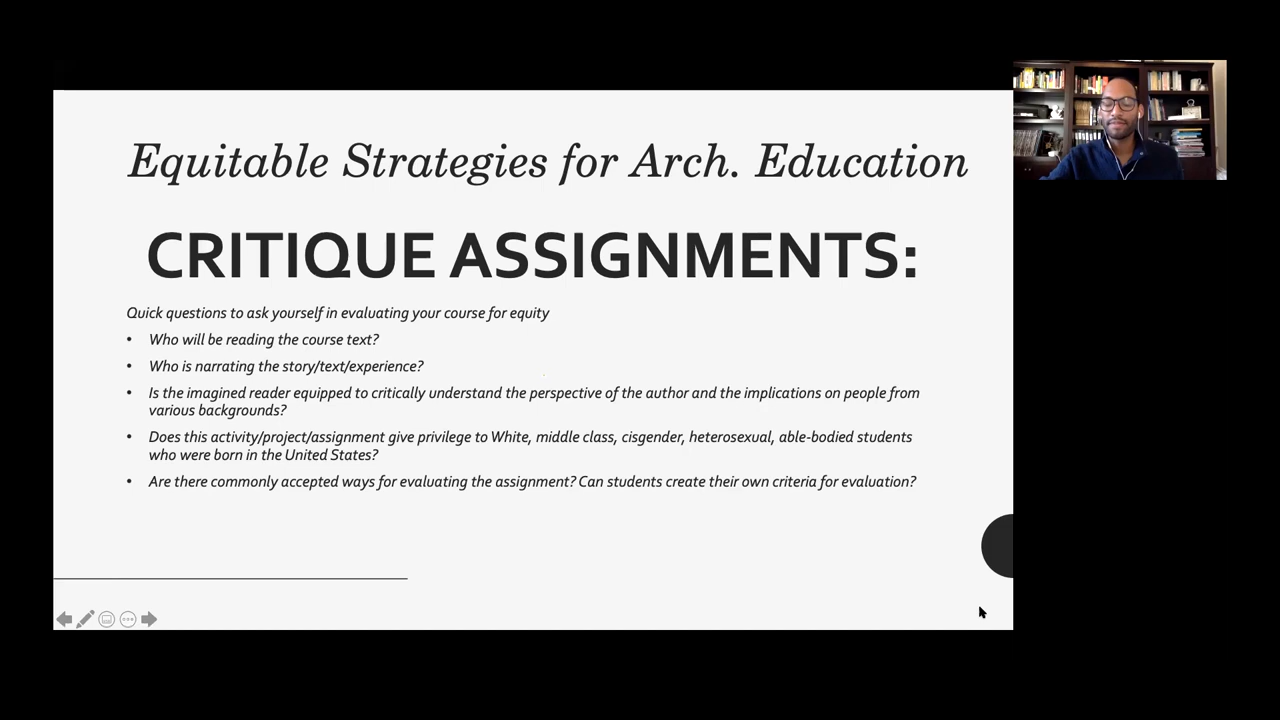 Equitable Strategies for Arch. Education
CRITIQUE ASSIGNMENTS:
Quick questions to ask yourself in evaluating your course for equity
• Who will be reading the course text?
• Who is narrating the story/text/experience?
• Is the imagined reader equipped to critically understand the perspective of the author and the implications on people from
various backgrounds?
• Does this activity/project/assignment give privilege to White, middle class, cisgender, heterosexual, able-bodied students
who were born in the United States?
• Are there commonly accepted ways for evaluating the assignment? Can students create their own criteria for evaluation?